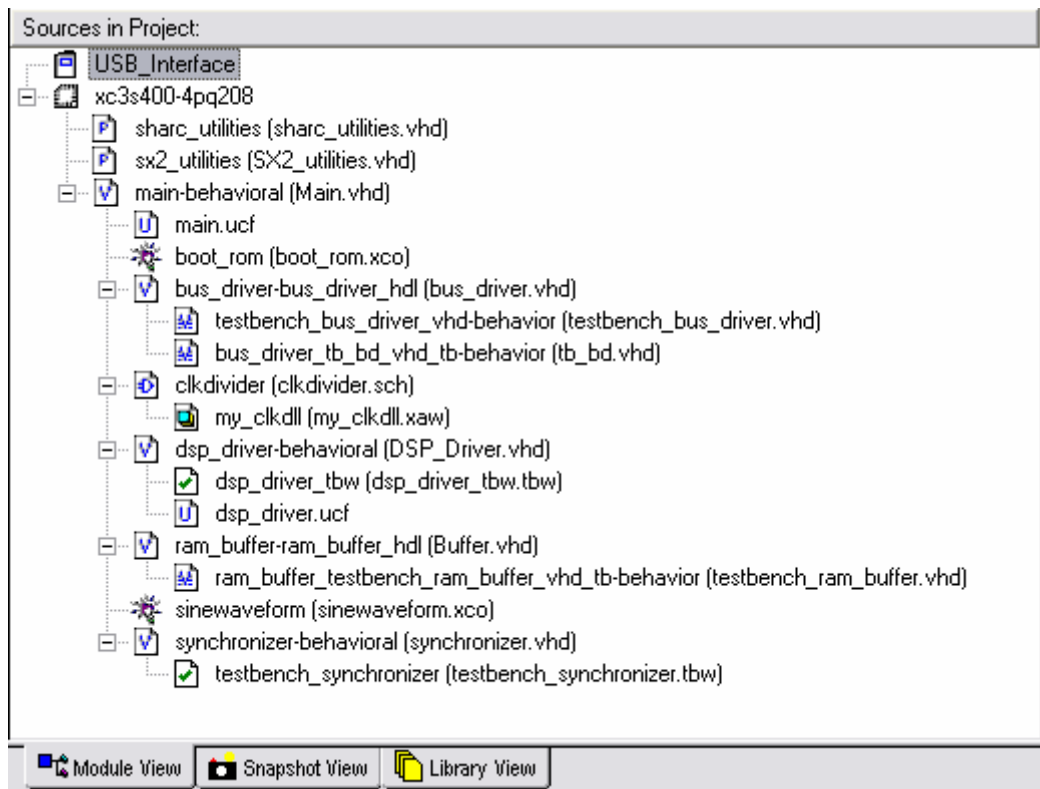 Sources in Project:
USB_Interface
xc3s400-4pq208
sharc_utilities (sharc_utilities.vhd)
sx2_utilities (SX2_utilities.vhd)
main-behavioral (Main.vhd)
main.ucf
boot_rom (boot_rom.xco)
bus_driver-bus_driver_hdl (bus_driver.vhd)
testbench_bus_driver_vhd-behavior (testbench_bus_driver.vhd)
bus_driver_tb_bd_vhd_tb-behavior (tb_bd.vhd)
clkdivider (clkdivider.sch)
my_clkdll (my_clkdll.xaw)
dsp_driver-behavioral (DSP_Driver.vhd)
dsp_driver_tbw (dsp_driver_tbw.tbw)
dsp_driver.ucf
ram_buffer-ram_buffer_hdl (Buffer.vhd)
ram_buffer_testbench_ram_buffer_vhd_tb-behavior (testbench_ram_buffer.vhd)
sinewaveform (sinewaveform.xco)
synchronizer-behavioral (synchronizer.vhd)
testbench_synchronizer (testbench_synchronizer.tbw)
Module View Snapshot View Library View